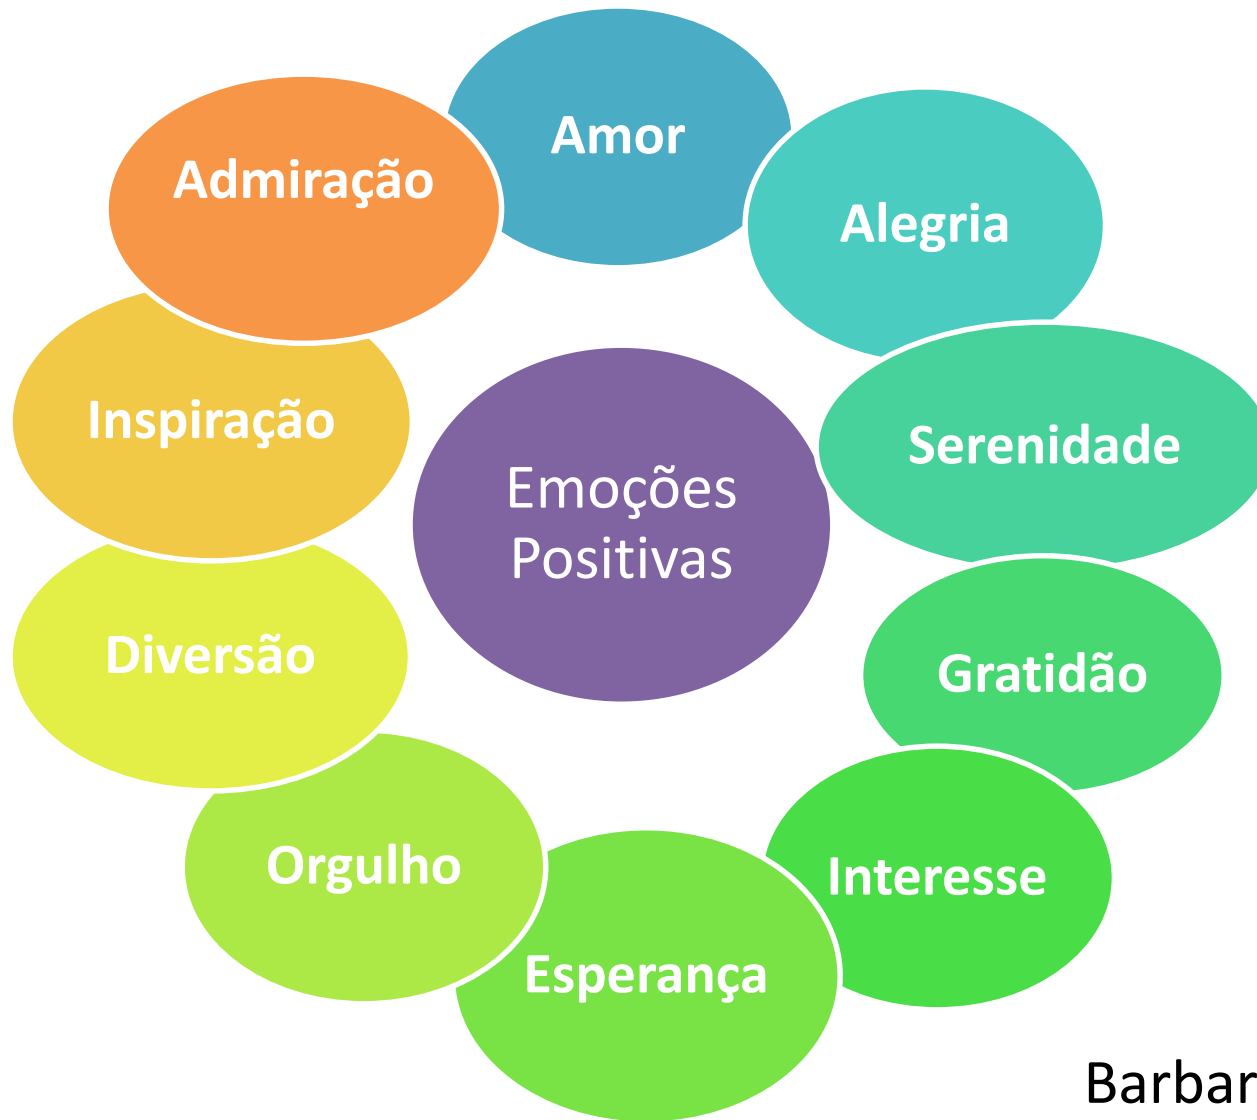 Amor
Alegria
Serenidade
Gratidão
Interesse
Esperança
Orgulho
Diversão
Inspiração
Admiração
Emoções
Positivas
Barbar